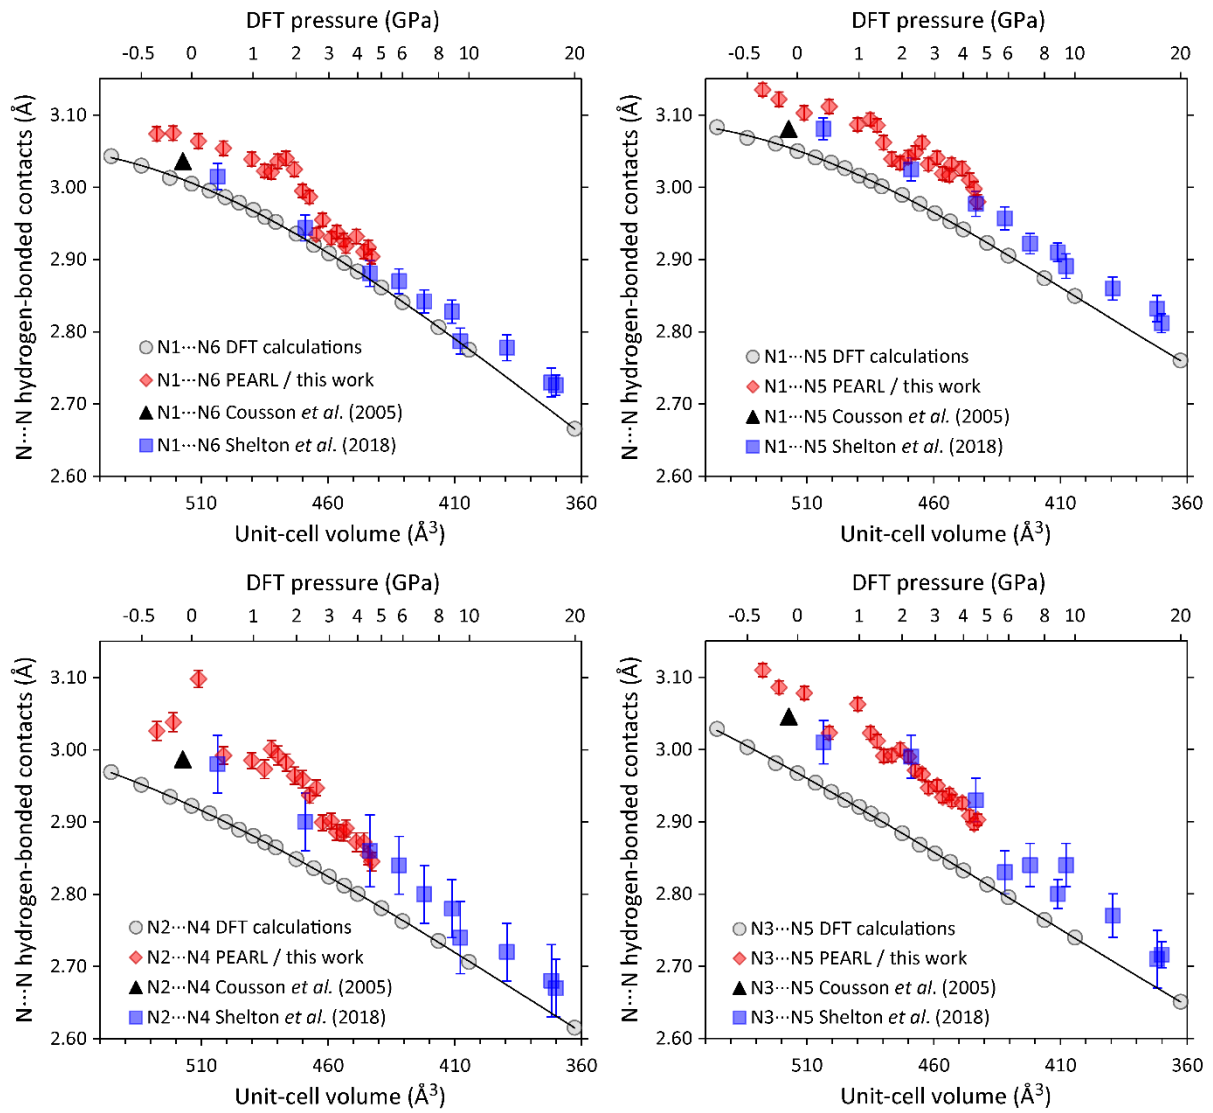 DFT pressure (GPa)
-0.5 0 1 2 3 4 5 6 8 10 20
N···N hydrogen-bonded contacts (Å)
3.10
3.00
2.90
2.80
2.70
2.60
N1···N6 DFT calculations
N1···N6 PEARL / this work
N1···N6 Cousson et al. (2005)
N1···N6 Shelton et al. (2018)
510 460 410 360
Unit-cell volume (Å³)
DFT pressure (GPa)
-0.5 0 1 2 3 4 5 6 8 10 20
N···N hydrogen-bonded contacts (Å)
3.10
3.00
2.90
2.80
2.70
2.60
N1···N5 DFT calculations
N1···N5 PEARL / this work
N1···N5 Cousson et al. (2005)
N1···N5 Shelton et al. (2018)
510 460 410 360
Unit-cell volume (Å³)
DFT pressure (GPa)
-0.5 0 1 2 3 4 5 6 8 10 20
N···N hydrogen-bonded contacts (Å)
3.10
3.00
2.90
2.80
2.70
2.60
N2···N4 DFT calculations
N2···N4 PEARL / this work
N2···N4 Cousson et al. (2005)
N2···N4 Shelton et al. (2018)
510 460 410 360
Unit-cell volume (Å³)
DFT pressure (GPa)
-0.5 0 1 2 3 4 5 6 8 10 20
N···N hydrogen-bonded contacts (Å)
3.10
3.00
2.90
2.80
2.70
2.60
N3···N5 DFT calculations
N3···N5 PEARL / this work
N3···N5 Cousson et al. (2005)
N3···N5 Shelton et al. (2018)
510 460 410 360
Unit-cell volume (Å³)